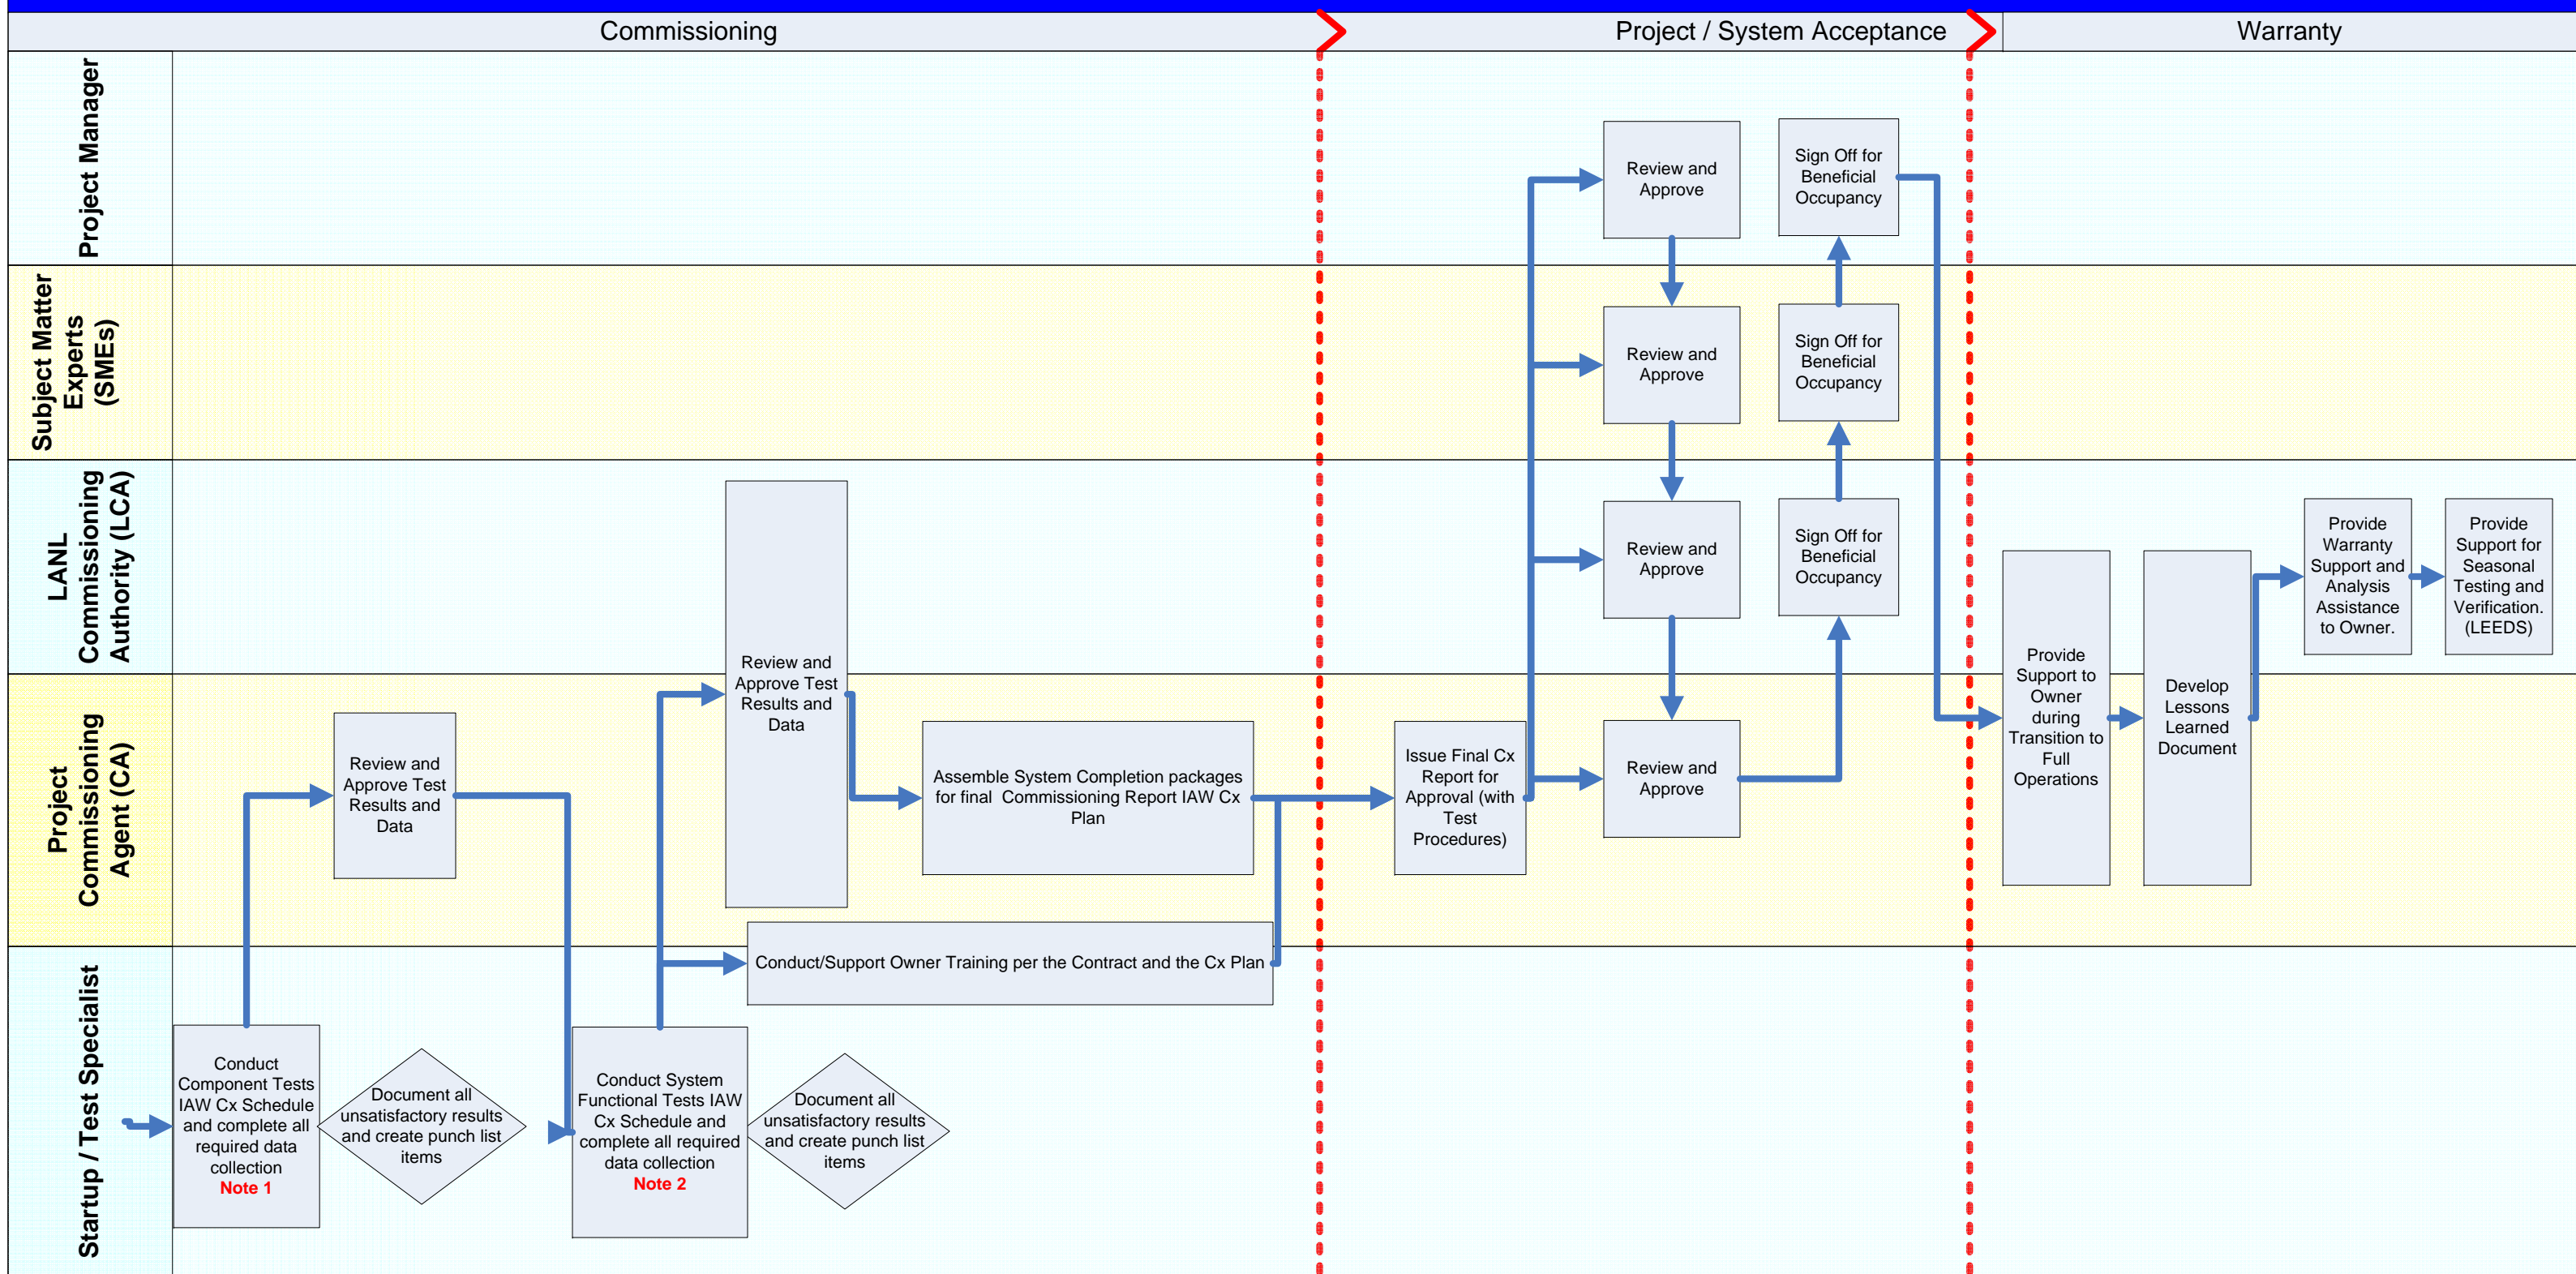 Commissioning
Project / System Acceptance
Warranty
Project Manager
Review and
Approve
Sign Off for
Beneficial
Occupancy
Subject Matter
Experts
(SMEs)
Review and
Approve
Sign Off for
Beneficial
Occupancy
LANL
Commissioning
Authority (LCA)
Review and
Approve Test
Results and
Data
Review and
Approve
Sign Off for
Beneficial
Occupancy
Provide
Support to
Owner
during
Transition to
Full
Operations
Develop
Lessons
Learned
Document
Provide
Warranty
Support and
Analysis
Assistance
to Owner.
Provide
Support for
Seasonal
Testing and
Verification.
(LEEDS)
Project
Commissioning
Agent (CA)
Review and
Approve Test
Results and
Data
Assemble System Completion packages
for final  Commissioning Report IAW Cx
Plan
Issue Final Cx
Report for
Approval (with
Test
Procedures)
Review and
Approve
Conduct/Support Owner Training per the Contract and the Cx Plan
Startup / Test Specialist
Conduct
Component Tests
IAW Cx Schedule
and complete all
required data
collection
Note 1
Document all
unsatisfactory results
and create punch list
items
Conduct System
Functional Tests IAW
Cx Schedule and
complete all required
data collection
Note 2
Document all
unsatisfactory results
and create punch list
items